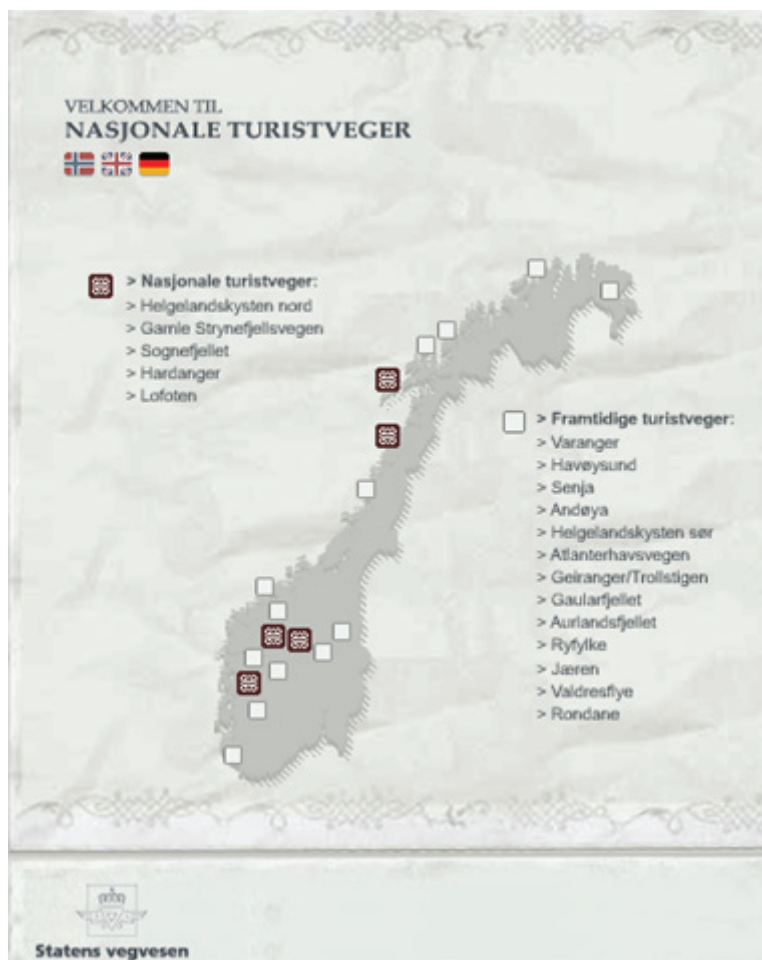 VELKOMMEN TIL
NASJONALE TURISTVEGER
> Nasjonale turistveger:
> Helgelandskysten nord
> Gamle Strynefjellsvegen
> Sognefjellet
> Hardanger
> Lofoten
> Framtidige turistveger:
> Varanger
> Havøysund
> Senja
> Andøya
> Helgelandskysten sør
> Atlanterhavsvegen
> Geiranger/Trollstigen
> Gaularfjellet
> Aurlandsfjellet
> Ryfylke
> Jæren
> Valdresflye
> Rondane
Statens vegvesen